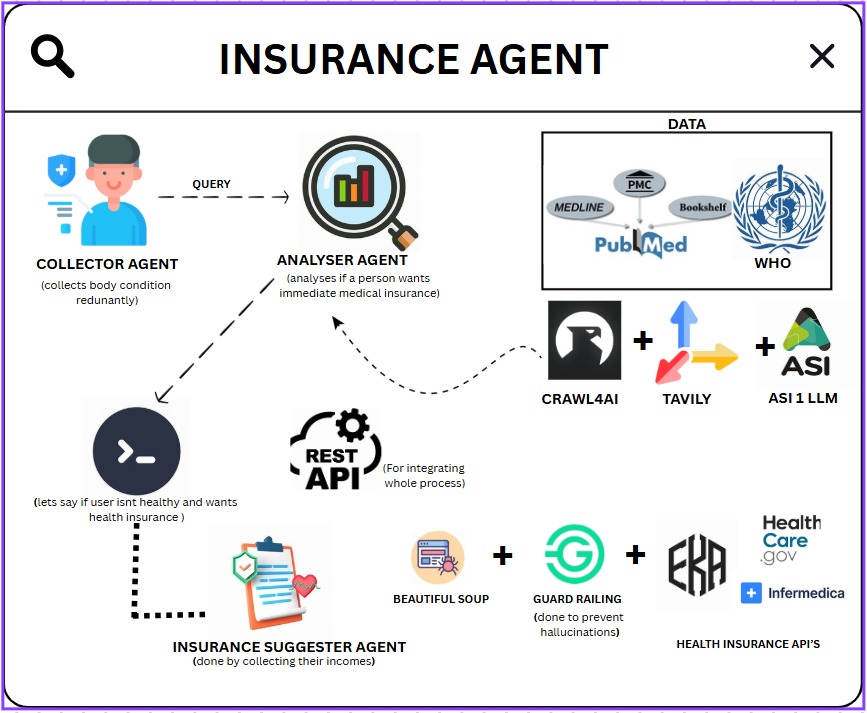 INSURANCE AGENT
DATA
QUERY
PMC
MEDLINE
Bookshelf
PubMed
WHO
COLLECTOR AGENT
(collects body condition
redunantly)
ANALYSER AGENT
(analyses if a person wants
immediate medical insurance)
CRAWL4AI
+
TAVILY
+
ASI
ASI 1 LLM
>_
(lets say if user isnt healthy and wants
health insurance )
REST
API
(For integrating
whole process)
INSURANCE SUGGESTER AGENT
(done by collecting their incomes)
BEAUTIFUL SOUP
+
GUARD RAILING
(done to prevent
hallucinations)
+
EKA
Health
Care
.gov
Infermedica
HEALTH INSURANCE API'S